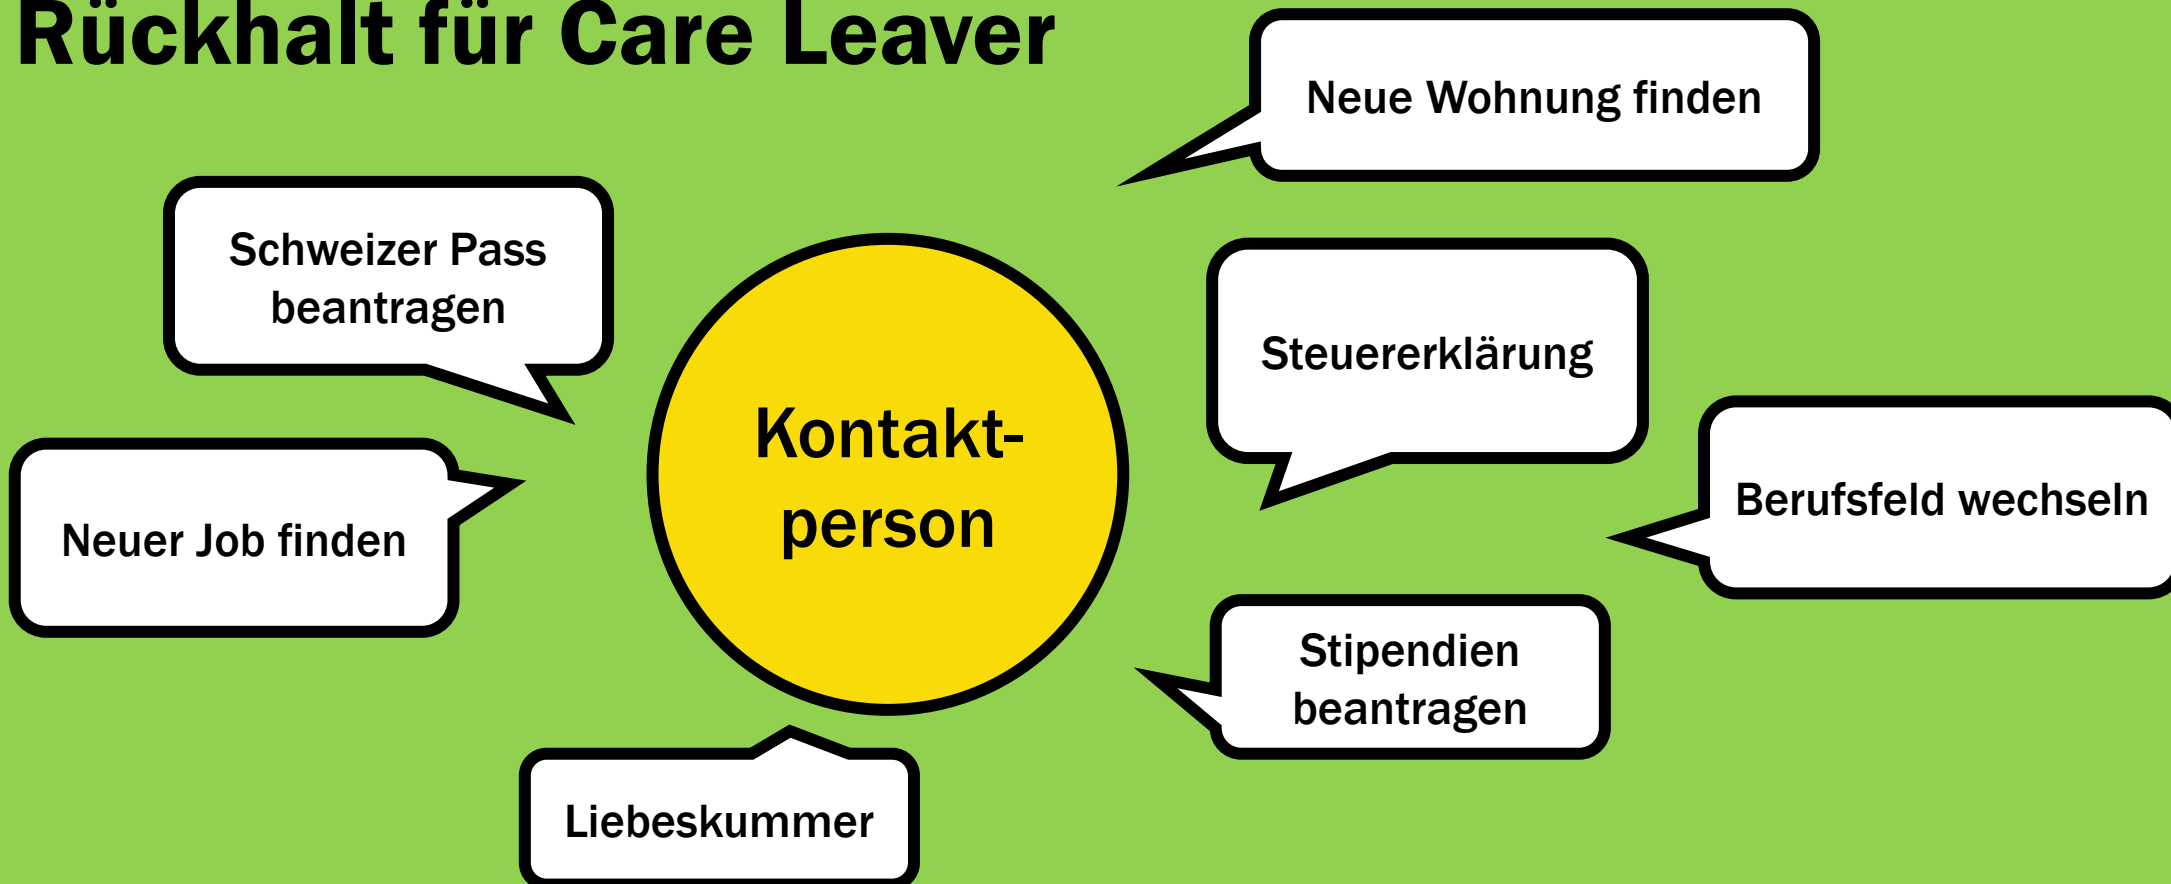 Rückhalt für Care Leaver
Neue Wohnung finden
Schweizer Pass
beantragen
Steuererklärung
Kontakt-
person
Berufsfeld wechseln
Neuer Job finden
Stipendien
beantragen
Liebeskummer